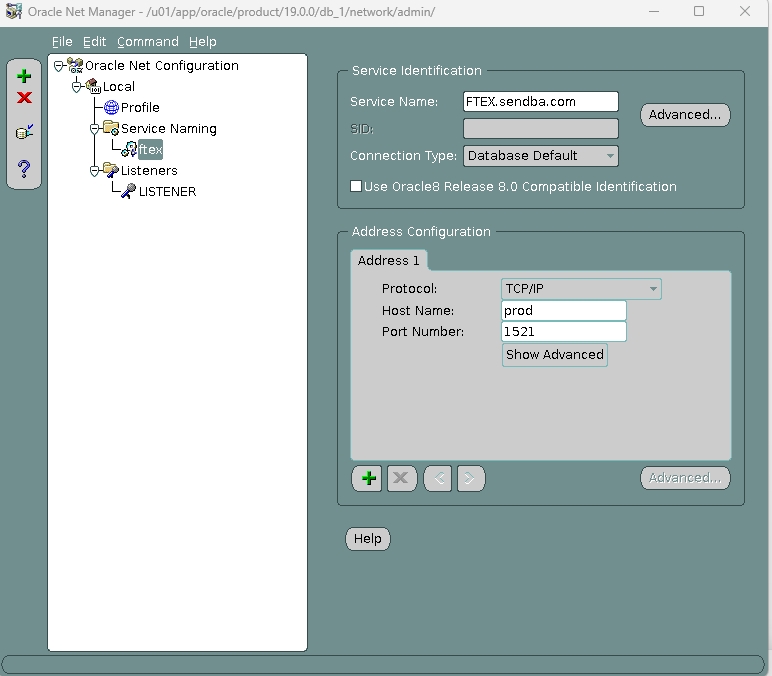 Oracle Net Manager - /u01/app/oracle/product/19.0.0/db_1/network/admin/
File Edit Command Help
Oracle Net Configuration
Local
Profile
Service Naming
ftex
Listeners
LISTENER
Service Identification
Service Name: FTEX.sendba.com
Advanced...
SID:
Connection Type: Database Default
Use Oracle8 Release 8.0 Compatible Identification
Address Configuration
Address 1
Protocol: TCP/IP
Host Name: prod
Port Number: 1521
Show Advanced
Advanced...
Help